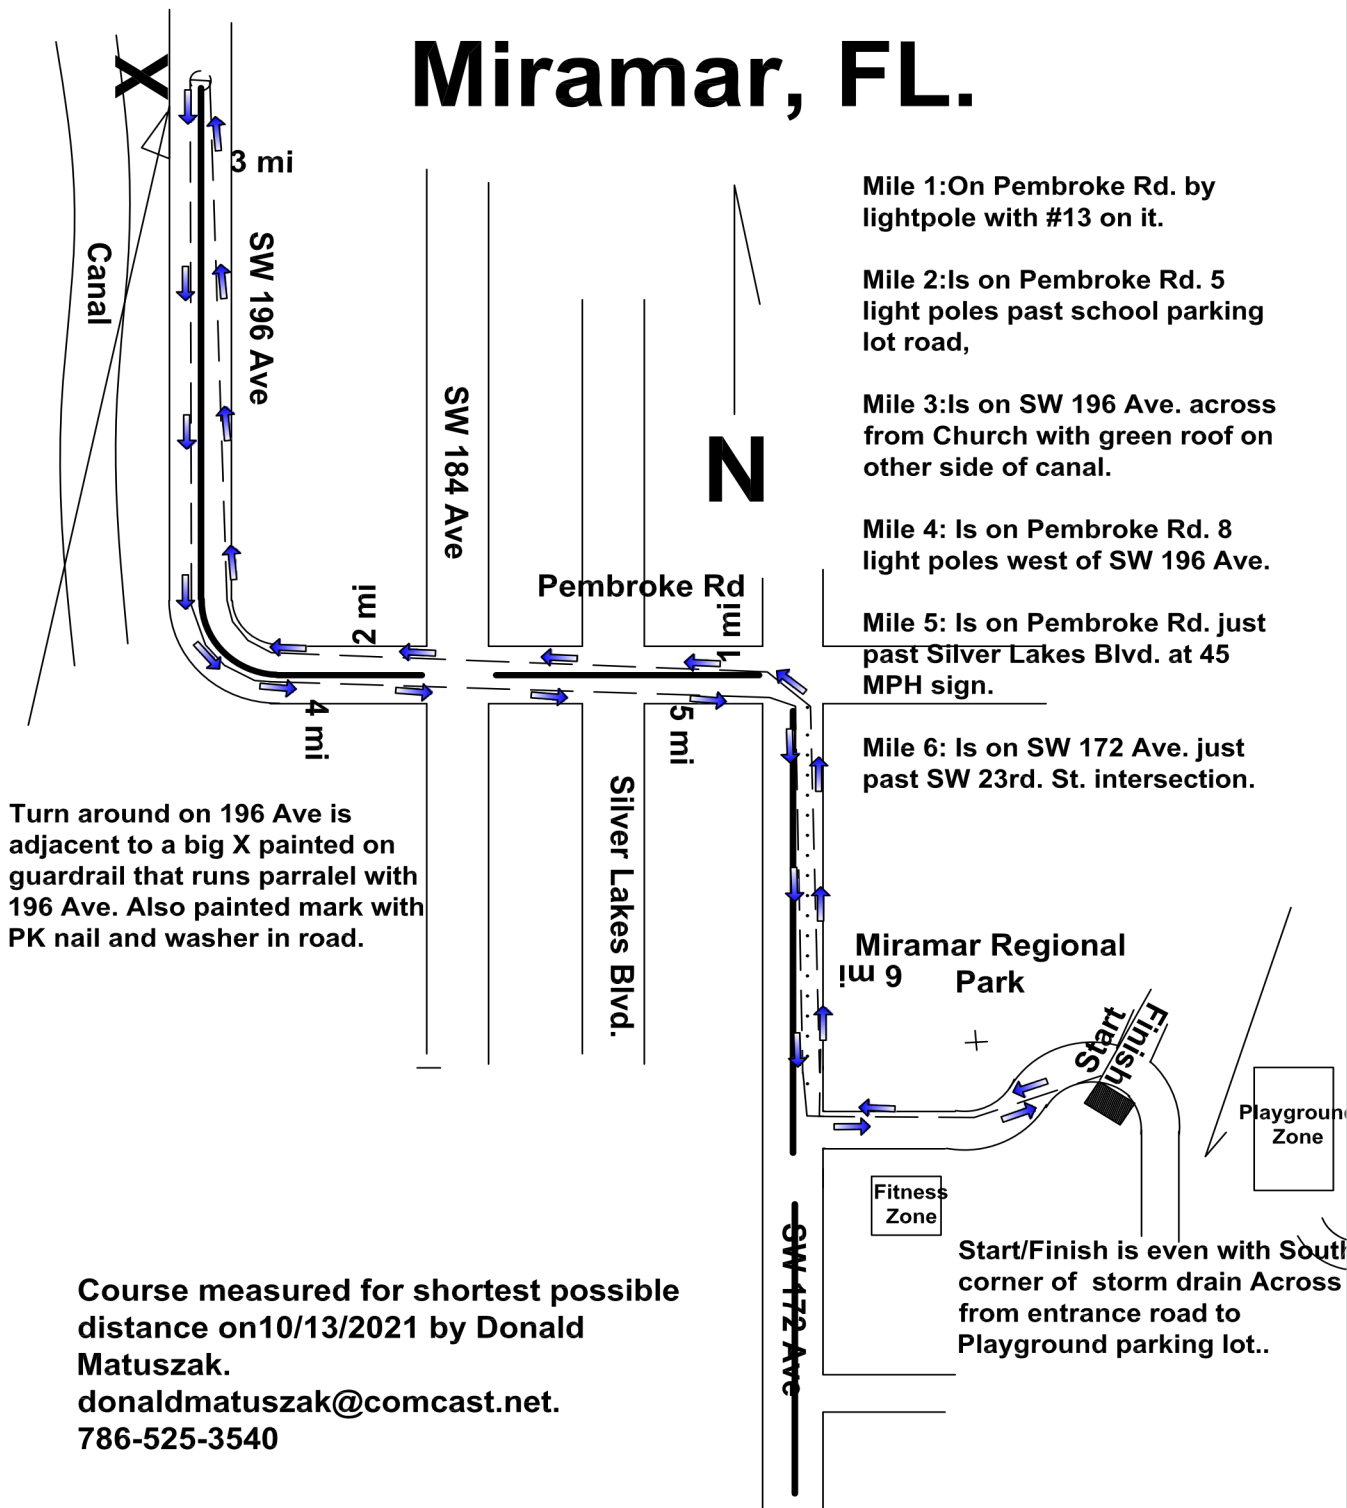 Miramar, FL.
X
3 mi
Canal
SW 196 Ave
SW 184 Ave
N
Pembroke Rd
2 mi
1 mi
4 mi
5 mi
Silver Lakes Blvd.
6 mi
Mile 1:On Pembroke Rd. by
lightpole with #13 on it.
Mile 2:Is on Pembroke Rd. 5
light poles past school parking
lot road,
Mile 3:Is on SW 196 Ave. across
from Church with green roof on
other side of canal.
Mile 4: Is on Pembroke Rd. 8
light poles west of SW 196 Ave.
Mile 5: Is on Pembroke Rd. just
past Silver Lakes Blvd. at 45
MPH sign.
Mile 6: Is on SW 172 Ave. just
past SW 23rd. St. intersection.
Turn around on 196 Ave is
adjacent to a big X painted on
guardrail that runs parralel with
196 Ave. Also painted mark with
PK nail and washer in road.
Miramar Regional
Park
Start
Finish
Playground
Zone
Fitness
Zone
SW 172 Ave
Start/Finish is even with South
corner of storm drain Across
from entrance road to
Playground parking lot..
Course measured for shortest possible
distance on10/13/2021 by Donald
Matuszak.
donaldmatuszak@comcast.net.
786-525-3540